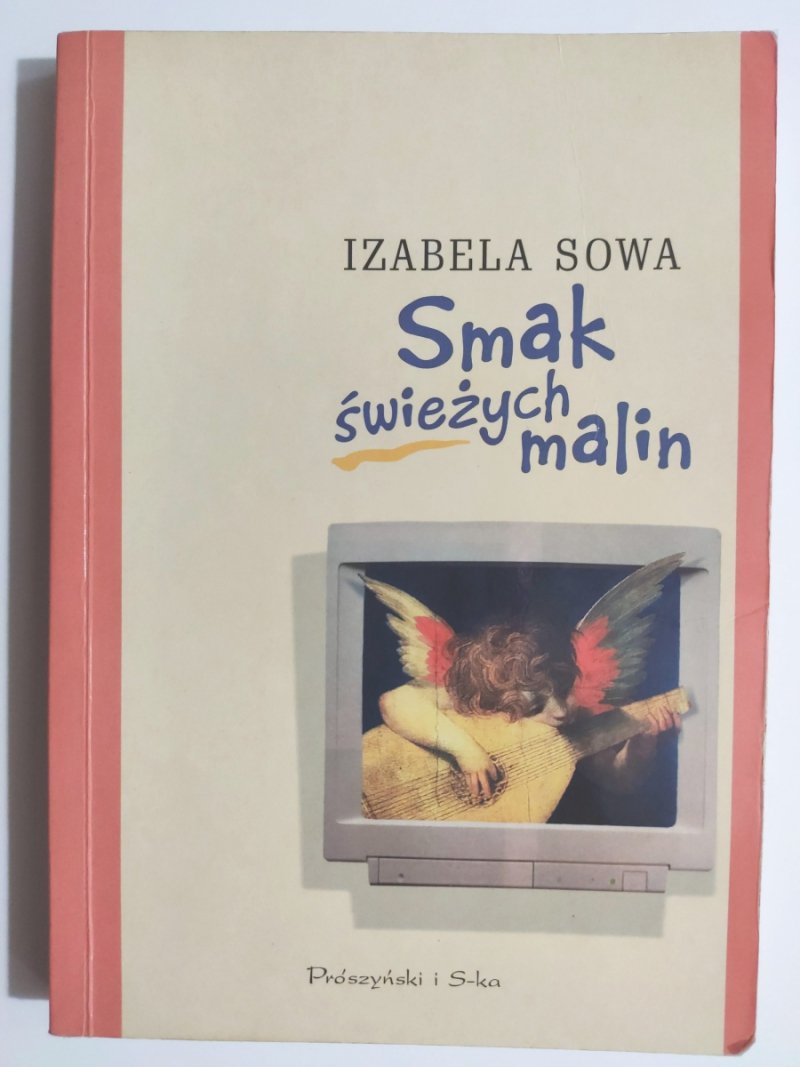 IZABELA SOWA
Smak
świeżych
malin
Prószyński i S-ka